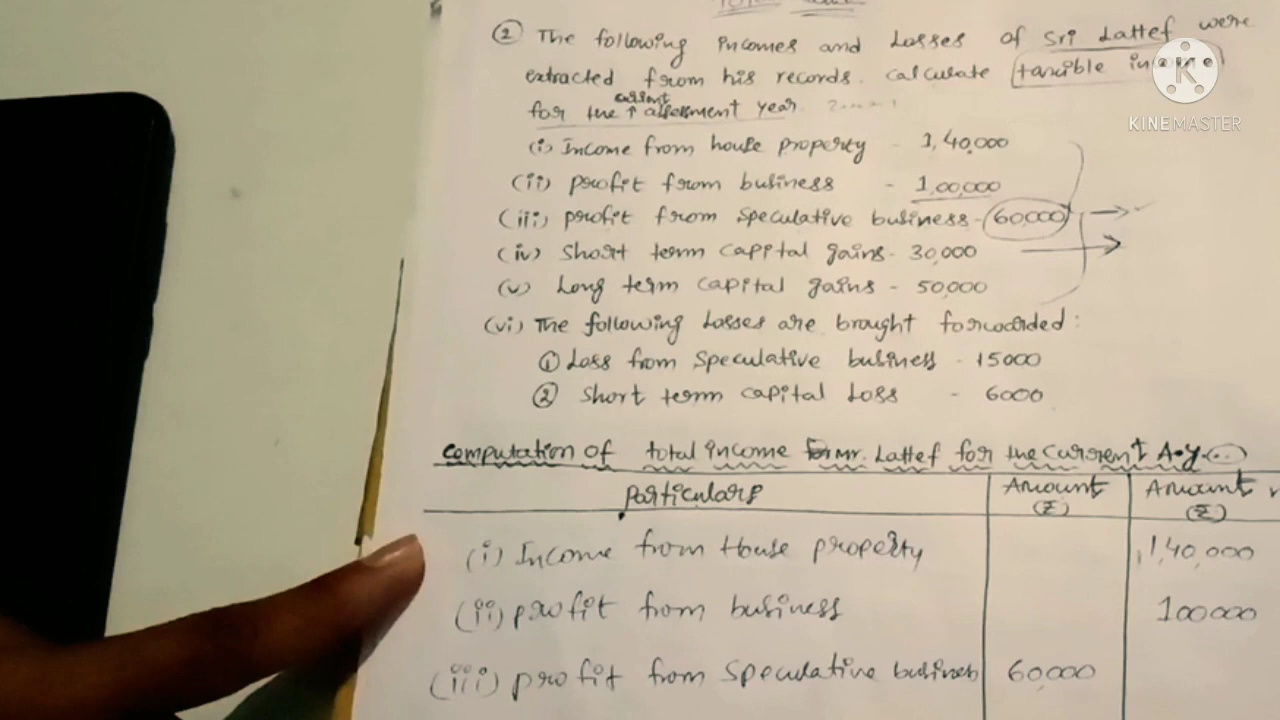 ② The following incomes and Losses of Sri Lattef were
extracted from his records. calculate taxible income
for the current assessment year
(i) Income from house property - 1,40,000
(ii) profit from business - 1,00,000
(iii) profit from speculative business - 60,000
(iv) short term capital gains - 30,000
(v) Long term capital gains - 50,000
(vi) The following Losses are brought forwarded :
① Loss from speculative business - 15000
② short term capital Loss - 6000
computation of total income For Mr. Lattef for the current A.y...
particulars Amount (₹) Amount (₹)
(i) Income from House property 1,40,000
(ii) profit from business 100000
(iii) profit from speculative business 60,000
K
KINEMASTER